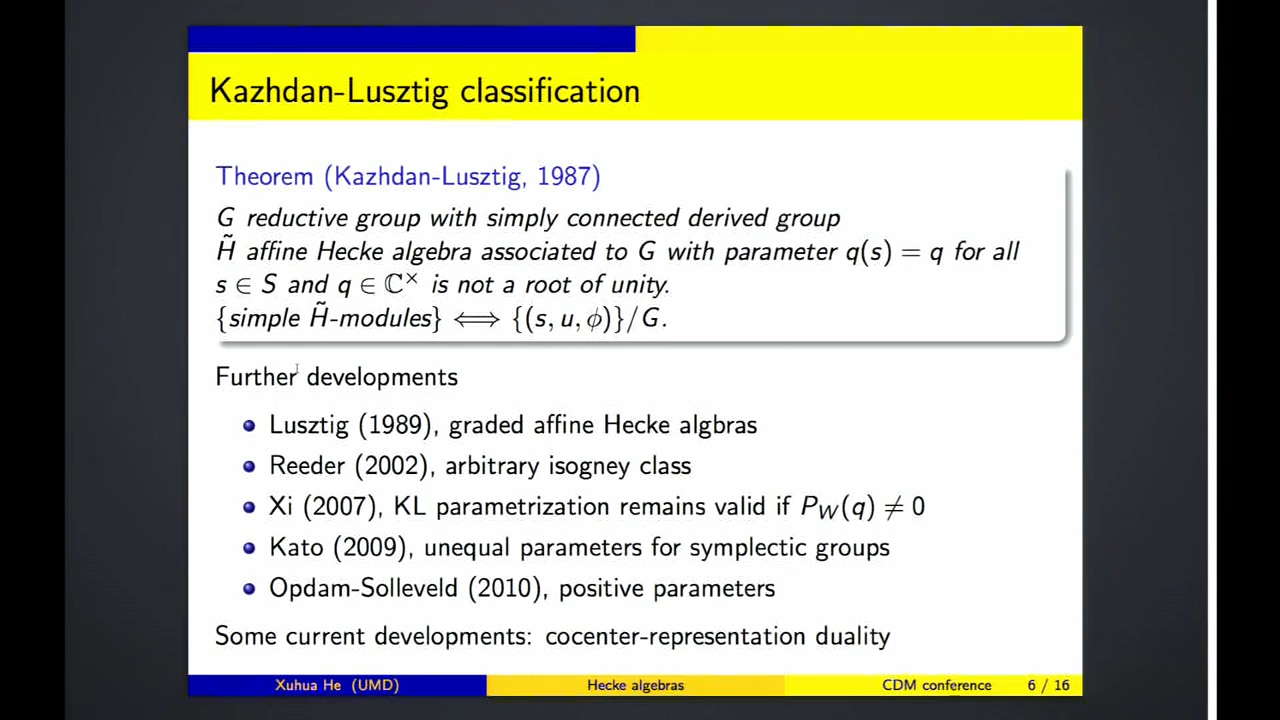 Kazhdan-Lusztig classification
Theorem (Kazhdan-Lusztig, 1987)
G reductive group with simply connected derived group
H̃ affine Hecke algebra associated to G with parameter q(s) = q for all
s ∈ S and q ∈ ℂ× is not a root of unity.
{simple H̃-modules} ⟺ {(s, u, ϕ)}/G.
Further developments
Lusztig (1989), graded affine Hecke algbras
Reeder (2002), arbitrary isogney class
Xi (2007), KL parametrization remains valid if P_W(q) ≠ 0
Kato (2009), unequal parameters for symplectic groups
Opdam-Solleveld (2010), positive parameters
Some current developments: cocenter-representation duality
Xuhua He (UMD) Hecke algebras CDM conference 6 / 16